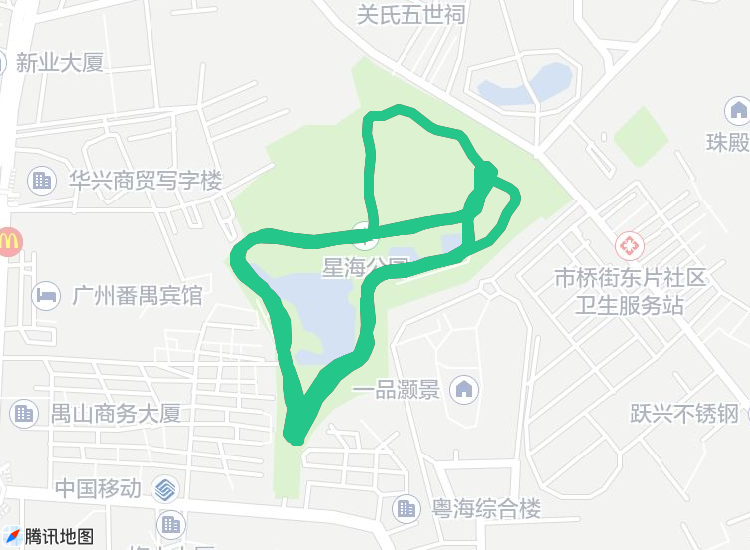 关氏五世祠
新业大厦
珠殿
华兴商贸写字楼
星海公园
市桥街东片社区
卫生服务站
广州番禺宾馆
一品灏景
禺山商务大厦
跃兴不锈钢
中国移动
粤海综合楼
腾讯地图